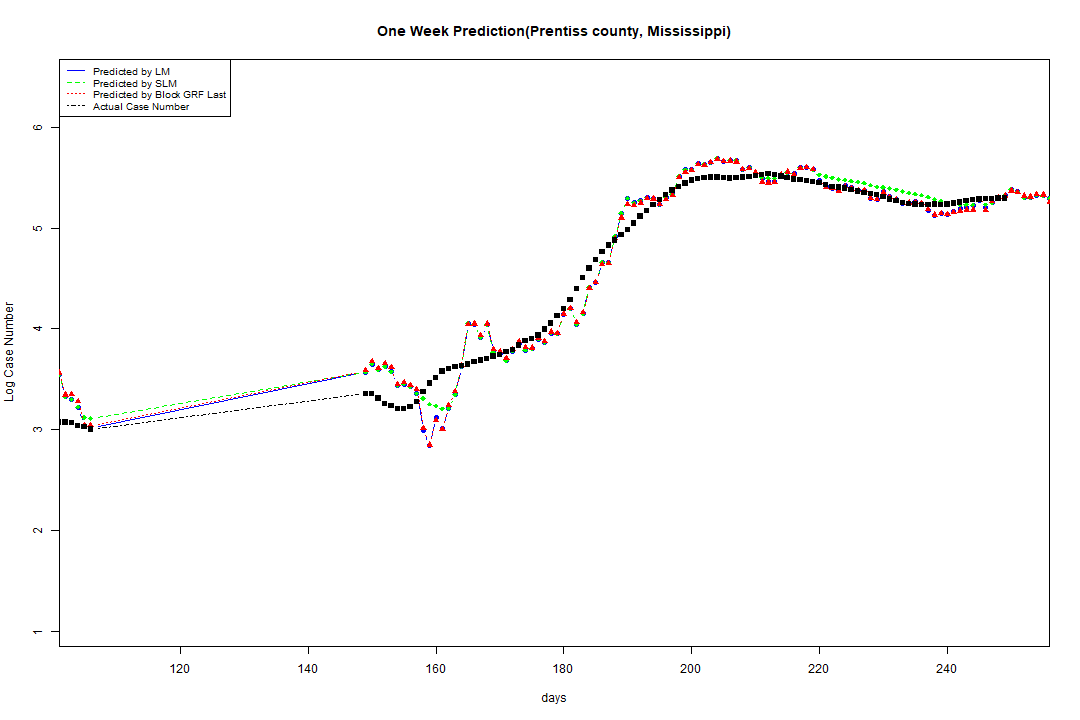 One Week Prediction(Prentiss county, Mississippi)
Predicted by LM
Predicted by SLM
Predicted by Block GRF Last
Actual Case Number
Log Case Number
6
5
4
3
2
1
120 140 160 180 200 220 240
days